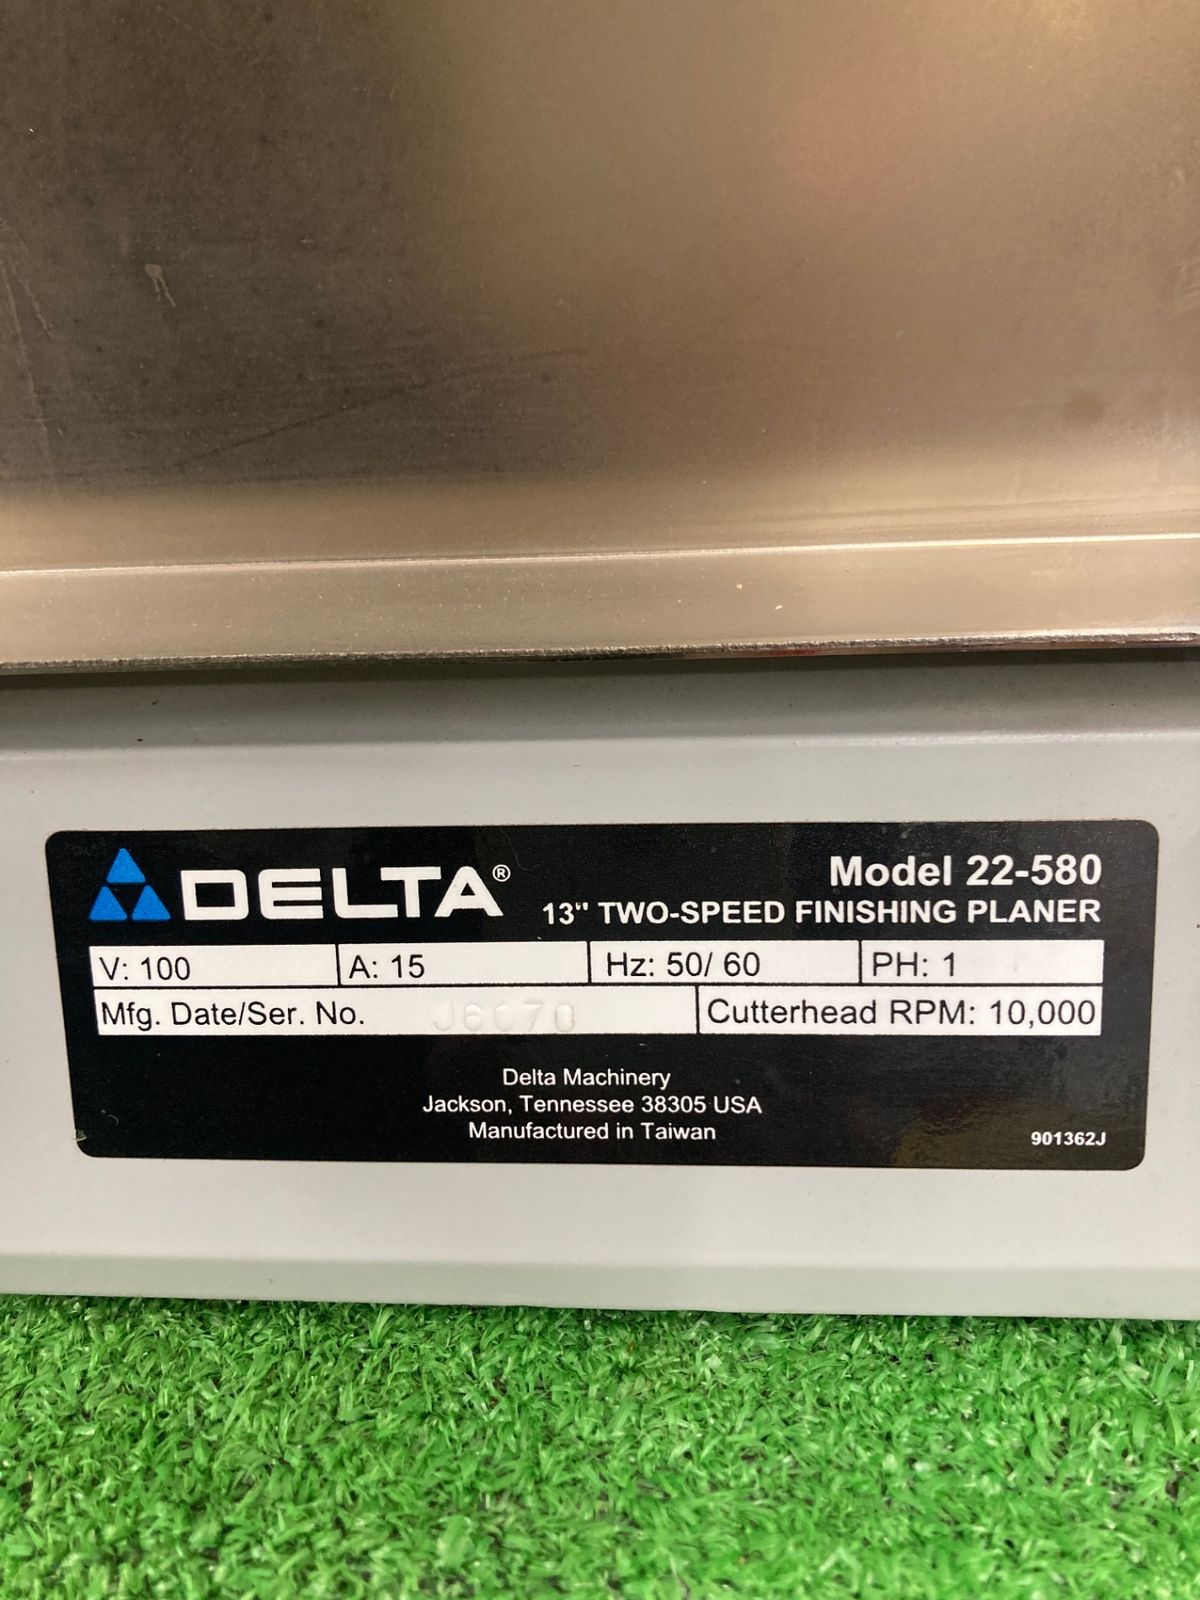 DELTA®
Model 22-580
13" TWO-SPEED FINISHING PLANER
V: 100 A: 15 Hz: 50/ 60 PH: 1
Mfg. Date/Ser. No. J6070 Cutterhead RPM: 10,000
Delta Machinery
Jackson, Tennessee 38305 USA
Manufactured in Taiwan
901362J